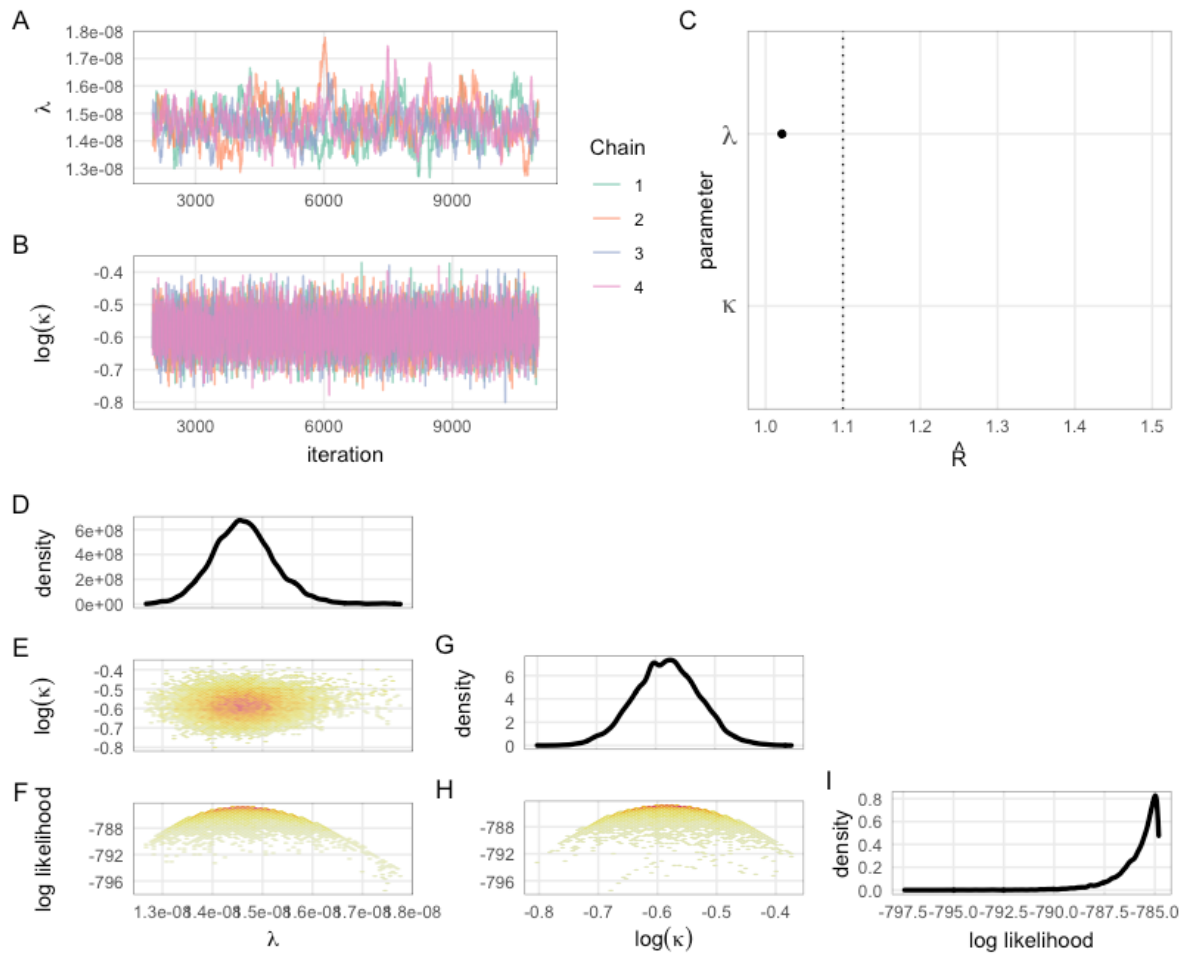 A
1.8e-08
1.7e-08
1.6e-08
1.5e-08
1.4e-08
1.3e-08
λ
3000 6000 9000
B
-0.4
-0.5
-0.6
-0.7
-0.8
log(κ)
3000 6000 9000
iteration
Chain
1
2
3
4
C
λ
κ
parameter
1.0 1.1 1.2 1.3 1.4 1.5
R̂
D
6e+08
4e+08
2e+08
0e+00
density
E
-0.4
-0.5
-0.6
-0.7
-0.8
log(κ)
G
6
4
2
0
density
F
-788
-792
-796
log likelihood
1.3e-08 1.4e-08 1.5e-08 1.6e-08 1.7e-08 1.8e-08
λ
H
-788
-792
-796
-0.8 -0.7 -0.6 -0.5 -0.4
log(κ)
I
0.8
0.6
0.4
0.2
0.0
density
-797.5 -795.0 -792.5 -790.0 -787.5 -785.0
log likelihood